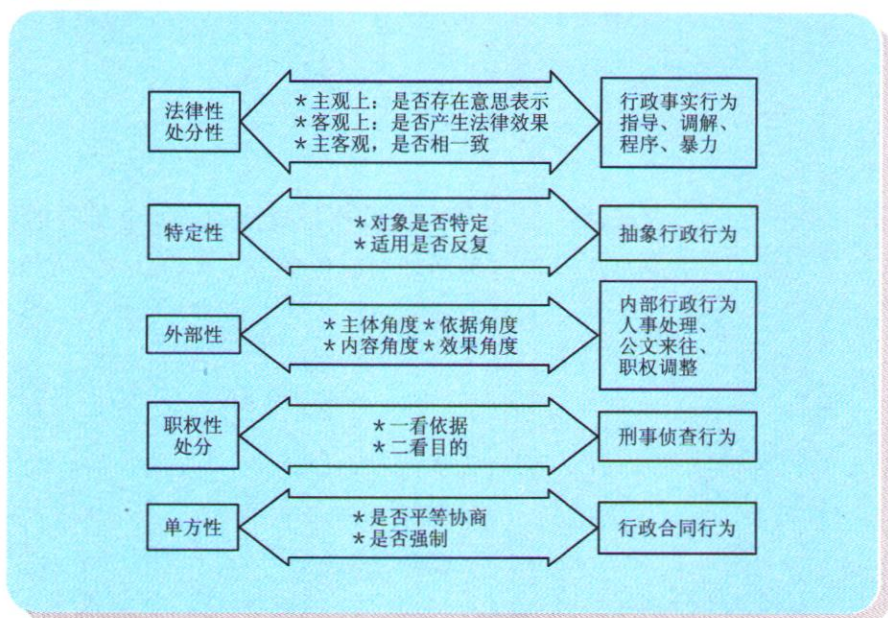 法律性
处分性
*主观上：是否存在意思表示
*客观上：是否产生法律效果
*主客观，是否相一致
行政事实行为
指导、调解、
程序、暴力
特定性
*对象是否特定
*适用是否反复
抽象行政行为
外部性
*主体角度*依据角度
*内容角度*效果角度
内部行政行为
人事处理、
公文来往、
职权调整
职权性
处分
*一看依据
*二看目的
刑事侦查行为
单方性
*是否平等协商
*是否强制
行政合同行为